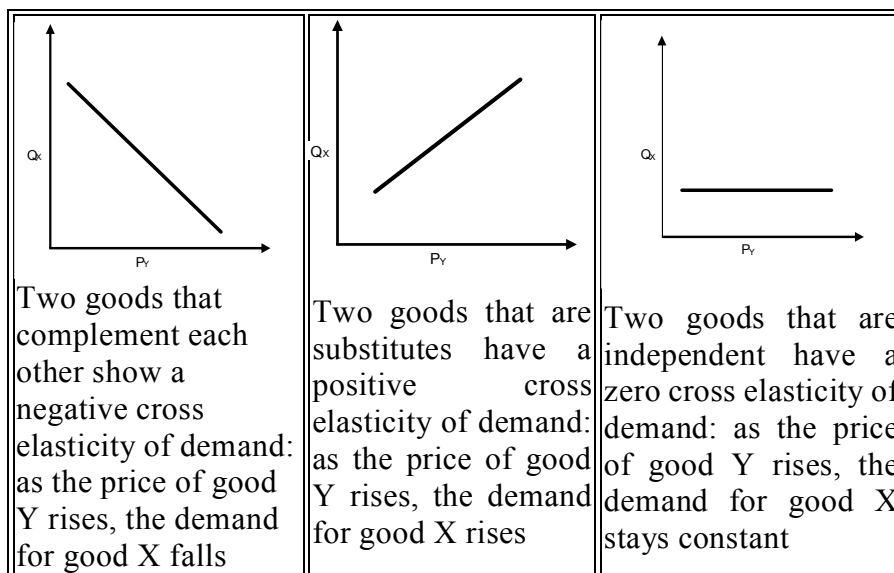 Qx
PY
Two goods that
complement each
other show a
negative cross
elasticity of demand:
as the price of good
Y rises, the demand
for good X falls
Qx
PY
Two goods that are
substitutes have a
positive cross
elasticity of demand:
as the price of good
Y rises, the demand
for good X rises
Qx
PY
Two goods that are
independent have a
zero cross elasticity of
demand: as the price
of good Y rises, the
demand for good X
stays constant